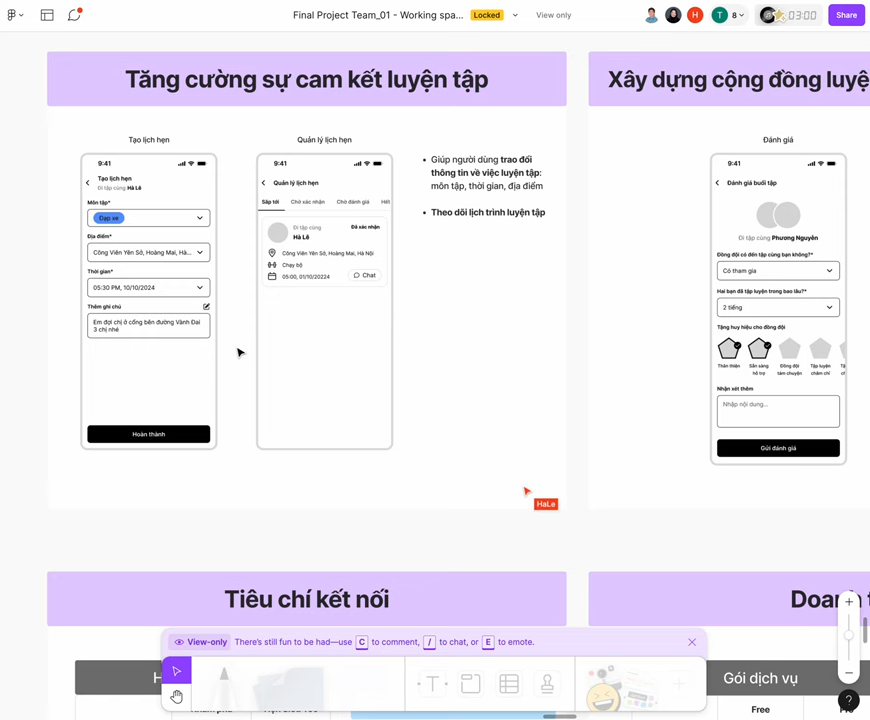 Final Project Team_01 - Working spa...
Locked
View only
H
T
8
03:00
Share
Tăng cường sự cam kết luyện tập
Xây dựng cộng đồng luyệ
Tạo lịch hẹn
9:41
Tạo lịch hẹn
Đi tập cùng Hà Lê
Môn tập*
Đạp xe
Địa điểm*
Công Viên Yên Sở, Hoàng Mai, Hà...
Thời gian*
05:30 PM, 10/10/2024
Thêm ghi chú
Em đợi chị ở cổng bên đường Vành Đai
3 chị nhé
Hoàn thành
Quản lý lịch hẹn
9:41
Quản lý lịch hẹn
Sắp tới
Chờ xác nhận
Chờ đánh giá
Hết
Đi tập cùng
Đã xác nhận
Hà Lê
Công Viên Yên Sở, Hoàng Mai, Hà Nội
Chạy bộ
05:00, 01/10/20224
Chat
• Giúp người dùng trao đổi
thông tin về việc luyện tập:
môn tập, thời gian, địa điểm
• Theo dõi lịch trình luyện tập
HaLe
Đánh giá
9:41
Đánh giá buổi tập
Đi tập cùng Phương Nguyên
Đồng đội có đến tập cùng bạn không?*
Có tham gia
Hai bạn đã tập luyện trong bao lâu?*
2 tiếng
Tặng huy hiệu cho đồng đội
Thân thiện
Sẵn sàng
hỗ trợ
Đồng đội
tám chuyện
Tập luyện
chăm chỉ
Nhận xét thêm
Nhập nội dung...
Gửi đánh giá
Tiêu chí kết nối
Doanh t
View-only
There's still fun to be had—use C to comment, / to chat, or E to emote.
H
Gói dịch vụ
Free
T
?